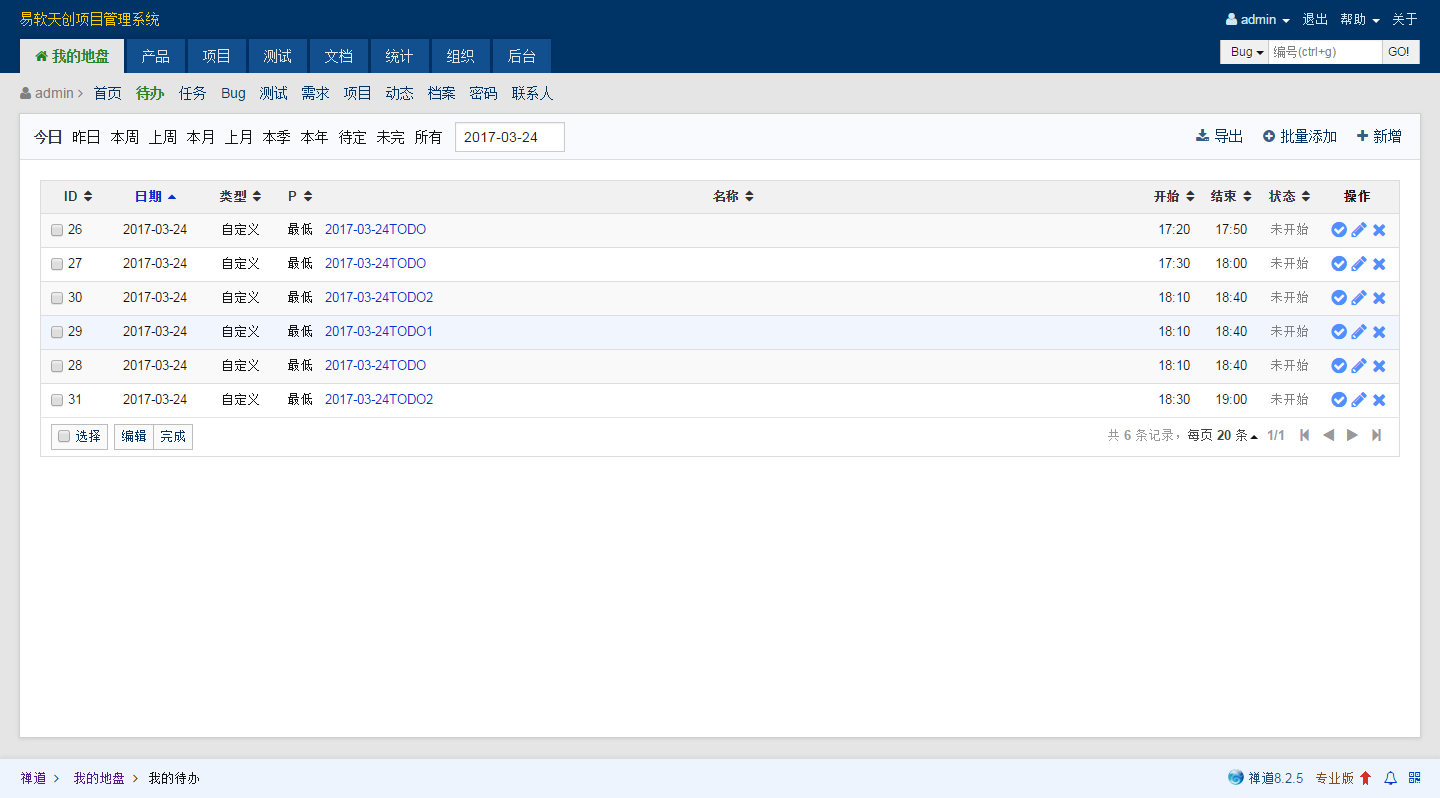 易软天创项目管理系统
admin 退出 帮助 关于
我的地盘 产品 项目 测试 文档 统计 组织 后台
Bug 编号(ctrl+g) GO!
admin 首页 待办 任务 Bug 测试 需求 项目 动态 档案 密码 联系人
今日 昨日 本周 上周 本月 上月 本季 本年 待定 未完 所有 2017-03-24
导出 批量添加 新增
ID 日期 类型 P 名称 开始 结束 状态 操作
26 2017-03-24 自定义 最低 2017-03-24TODO 17:20 17:50 未开始
27 2017-03-24 自定义 最低 2017-03-24TODO 17:30 18:00 未开始
30 2017-03-24 自定义 最低 2017-03-24TODO2 18:10 18:40 未开始
29 2017-03-24 自定义 最低 2017-03-24TODO1 18:10 18:40 未开始
28 2017-03-24 自定义 最低 2017-03-24TODO 18:10 18:40 未开始
31 2017-03-24 自定义 最低 2017-03-24TODO2 18:30 19:00 未开始
选择 编辑 完成 共 6 条记录，每页 20 条 1/1
禅道 我的地盘 我的待办 禅道8.2.5 专业版